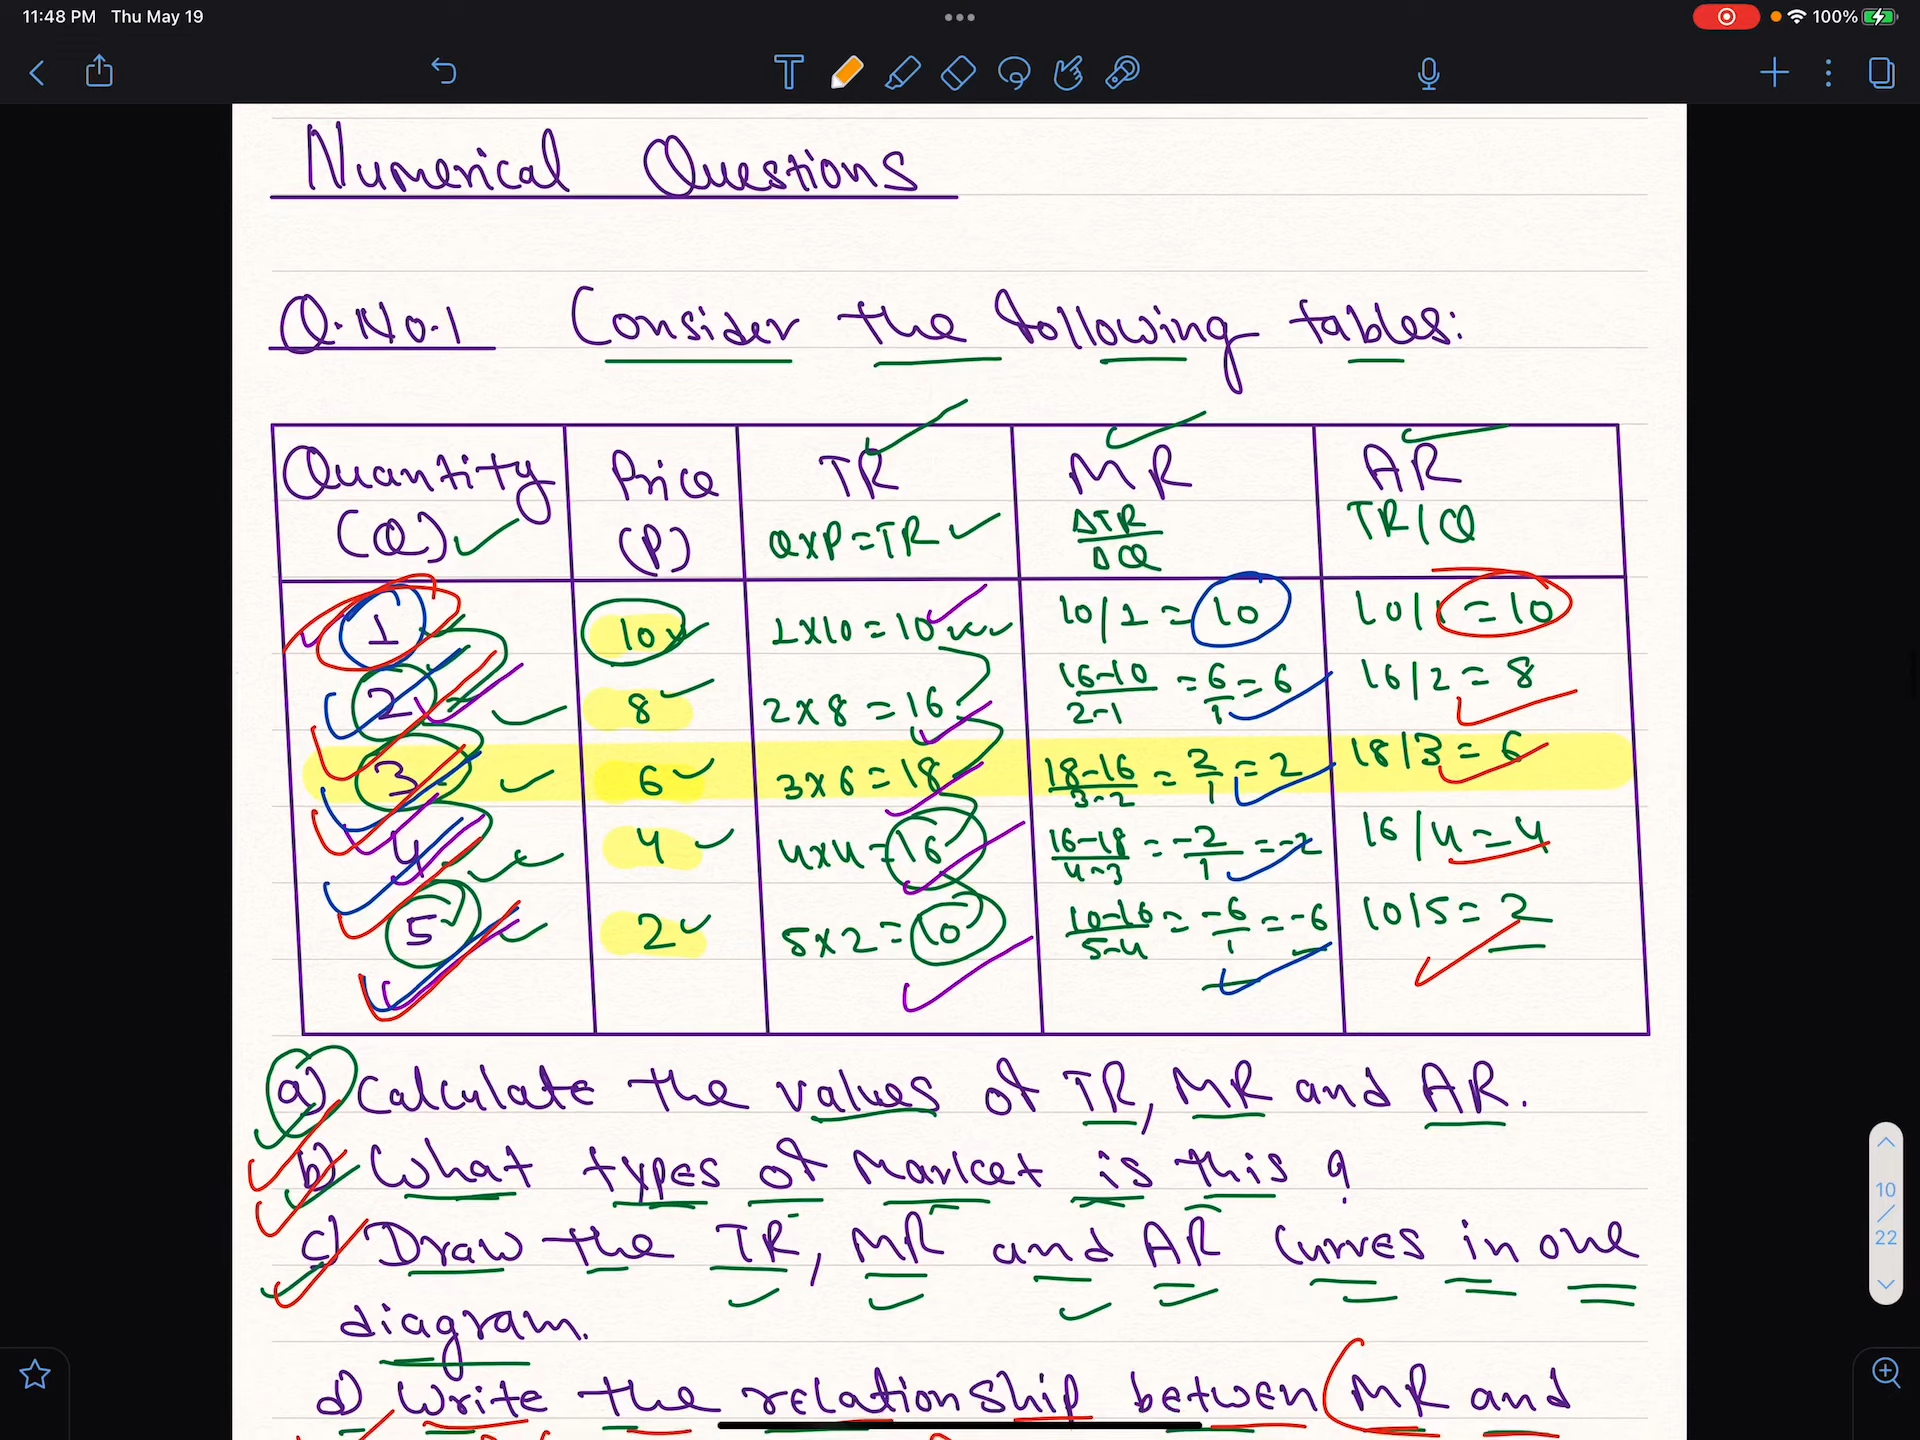 11:48 PM Thu May 19
100%
Numerical Questions
Q.No.1 Consider the following tables:
Quantity (Q) Price (P) TR Q×P=TR MR ΔTR/ΔQ AR TR/Q
1 10 1×10=10 10/1=10 10/1=10
2 8 2×8=16 16-10/2-1=6/1=6 16/2=8
3 6 3×6=18 18-16/3-2=2/1=2 18/3=6
4 4 4×4=16 16-18/4-3=-2/1=-2 16/4=4
5 2 5×2=10 10-16/5-4=-6/1=-6 10/5=2
a) Calculate the values of TR, MR and AR.
b) What types of Market is this ?
c) Draw the TR, MR and AR Curves in one
diagram.
d) Write the relationship betwen MR and
10
/
22